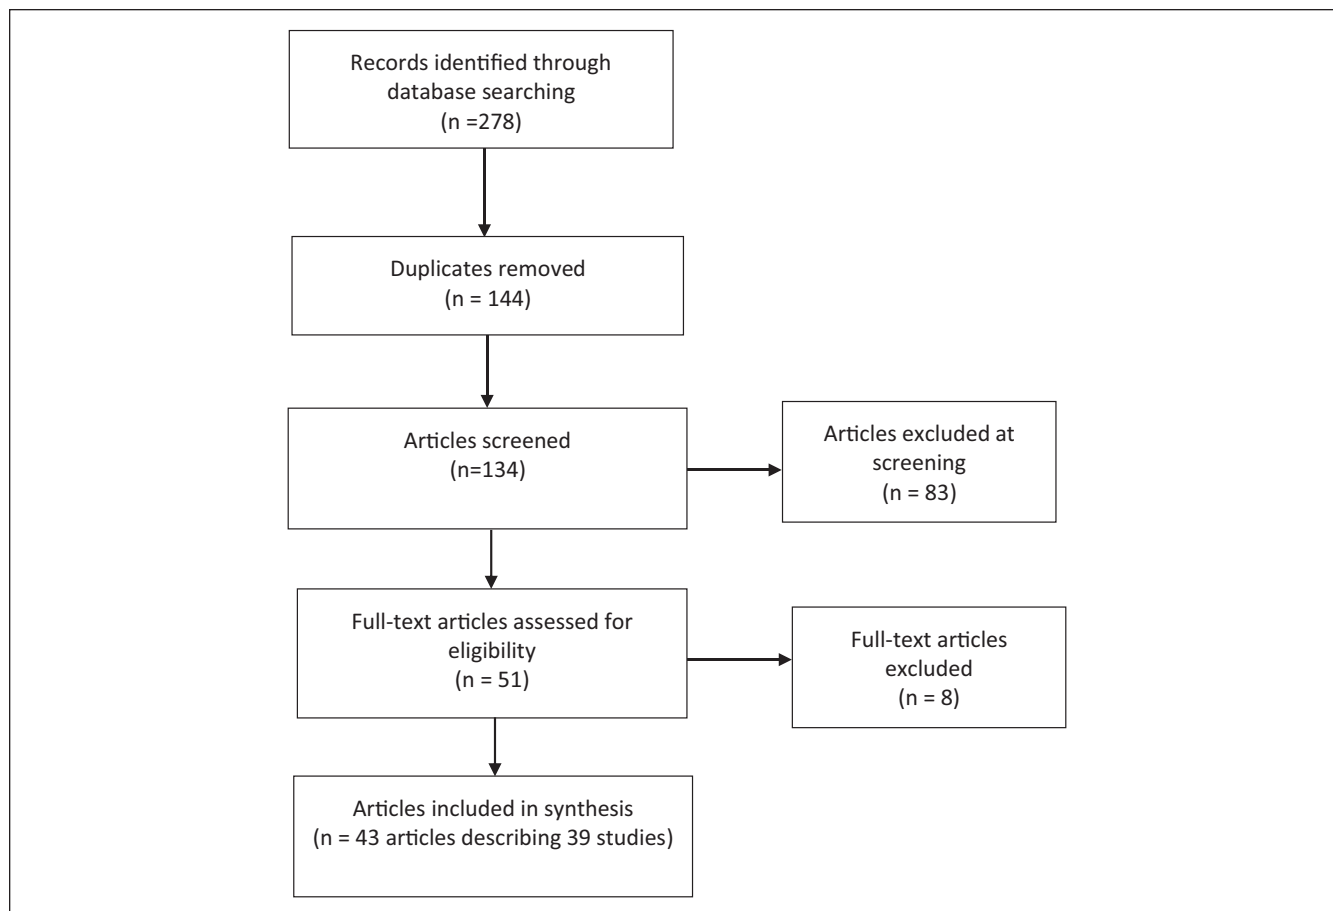 Records identified through
database searching
(n =278)
Duplicates removed
(n = 144)
Articles screened
(n=134)
Articles excluded at
screening
(n = 83)
Full-text articles assessed for
eligibility
(n = 51)
Full-text articles
excluded
(n = 8)
Articles included in synthesis
(n = 43 articles describing 39 studies)